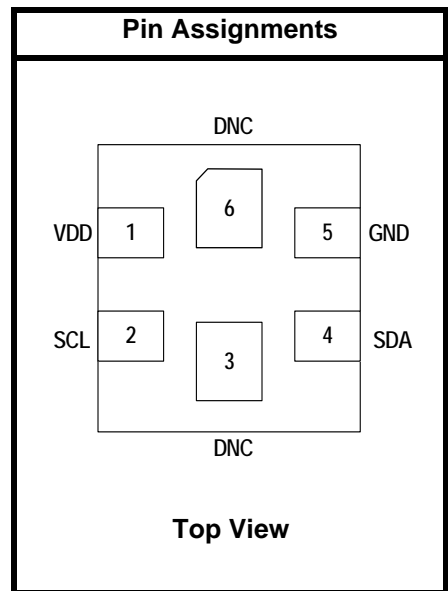 Pin Assignments
DNC
6
VDD 1 5 GND
SCL 2 4 SDA
3
DNC
Top View